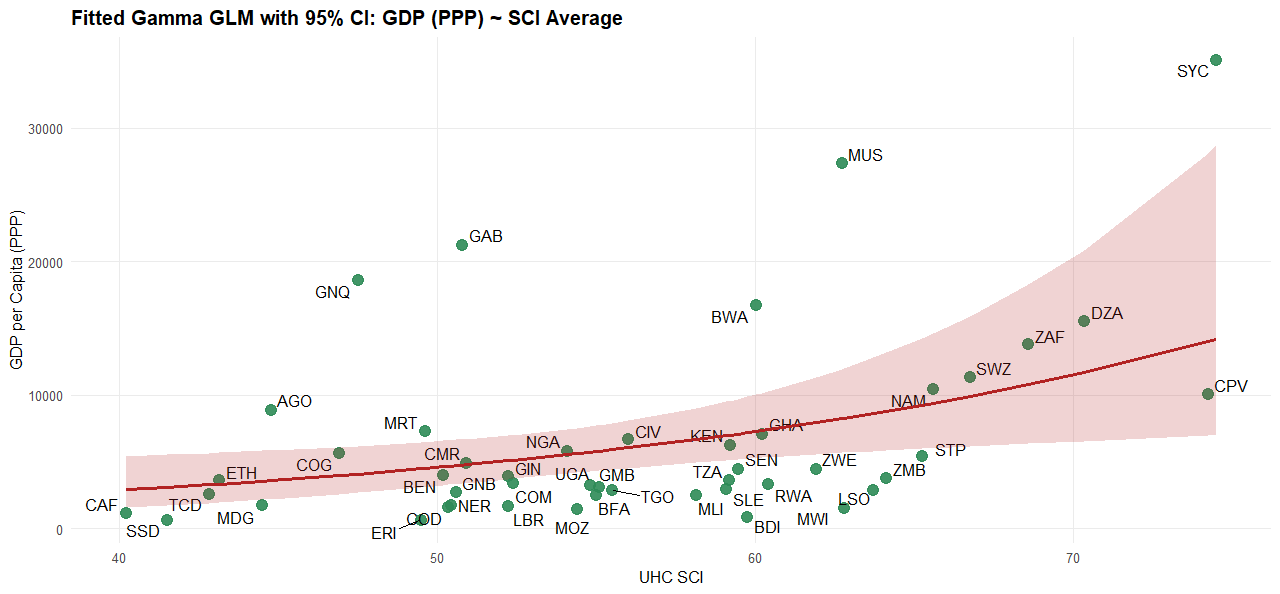 Fitted Gamma GLM with 95% CI: GDP (PPP) ~ SCI Average
GDP per Capita (PPP)
30000
20000
10000
0
SYC
MUS
GAB
GNQ
BWA
DZA
ZAF
SWZ
CPV
NAM
AGO
MRT
NGA
CIV
KEN
GHA
COG
CMR
STP
ETH
GIN
UGA
GMB
TZA
SEN
ZWE
ZMB
BEN
GNB
CAF
TCD
MDG
NER
COM
TGO
SLE
RWA
LSO
SSD
ERI
COD
LBR
MOZ
BFA
MLI
BDI
MWI
40
50
60
70
UHC SCI